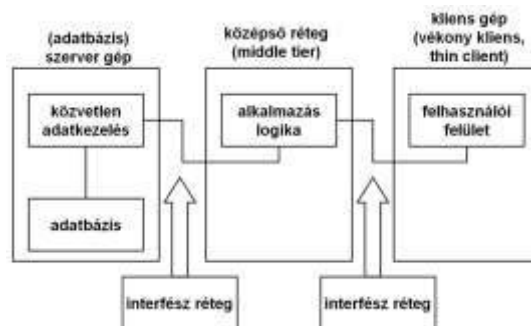 (adatbázis)
szerver gép
középső réteg
(middle tier)
kliens gép
(vékony kliens,
thin client)
közvetlen
adatkezelés
alkalmazás
logika
felhasználói
felület
adatbázis
interfész réteg
interfész réteg